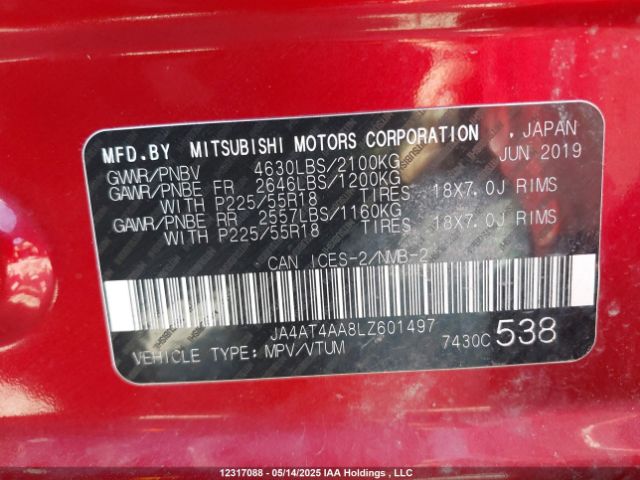 MFD.BY MITSUBISHI MOTORS CORPORATION , JAPAN
GVWR/PNBV 4630LBS/2100KG JUN 2019
GAWR/PNBE FR 2646LBS/1200KG
WITH P225/55R18 TIRES 18X7.0J RIMS
GAWR/PNBE RR 2557LBS/1160KG
WITH P225/55R18 TIRES 18X7.0J RIMS
CAN ICES-2/NMB-2
JA4AT4AA8LZ601497
VEHICLE TYPE:MPV/VTUM 7430C 538
12317088 - 05/14/2025 IAA Holdings , LLC